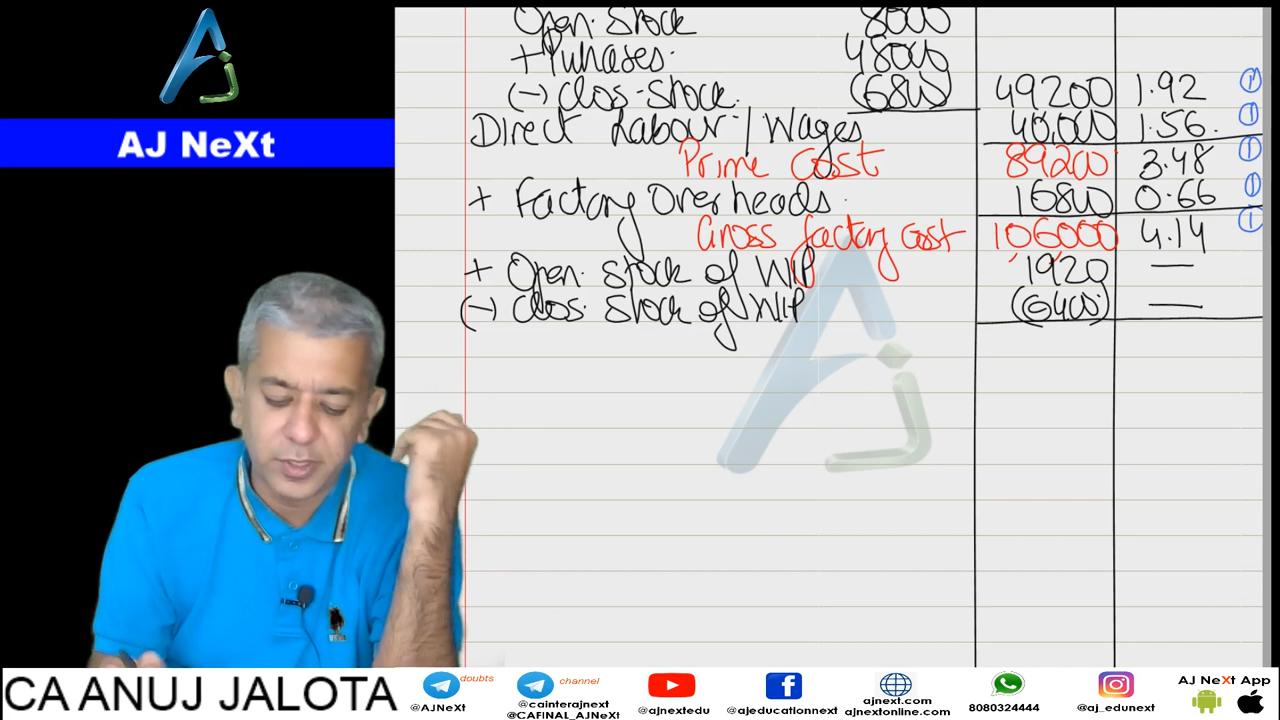 Open. Stock 8000
+ Puhases. 48000
(-) clos. Stock. (6800) 49200 1.92 ①
Direct Labour / Wages 40,000 1.56. ①
Prime Cost 89200 3.48 ①
+ Factory Overheads. 16800 0.66 ①
Gross factory cost 106000 4.14 ①
+ Open. stock of WIP 1920 —
(-) clos. stock of WIP (6400) —
AJ NeXt
CA ANUJ JALOTA
doubts
@AJNeXt
channel
@cainterajnext
@CAFINAL_AJNeXt
@ajnextedu
@ajeducationnext
ajnext.com
ajnextonline.com
8080324444
@aj_edunext
AJ NeXt App